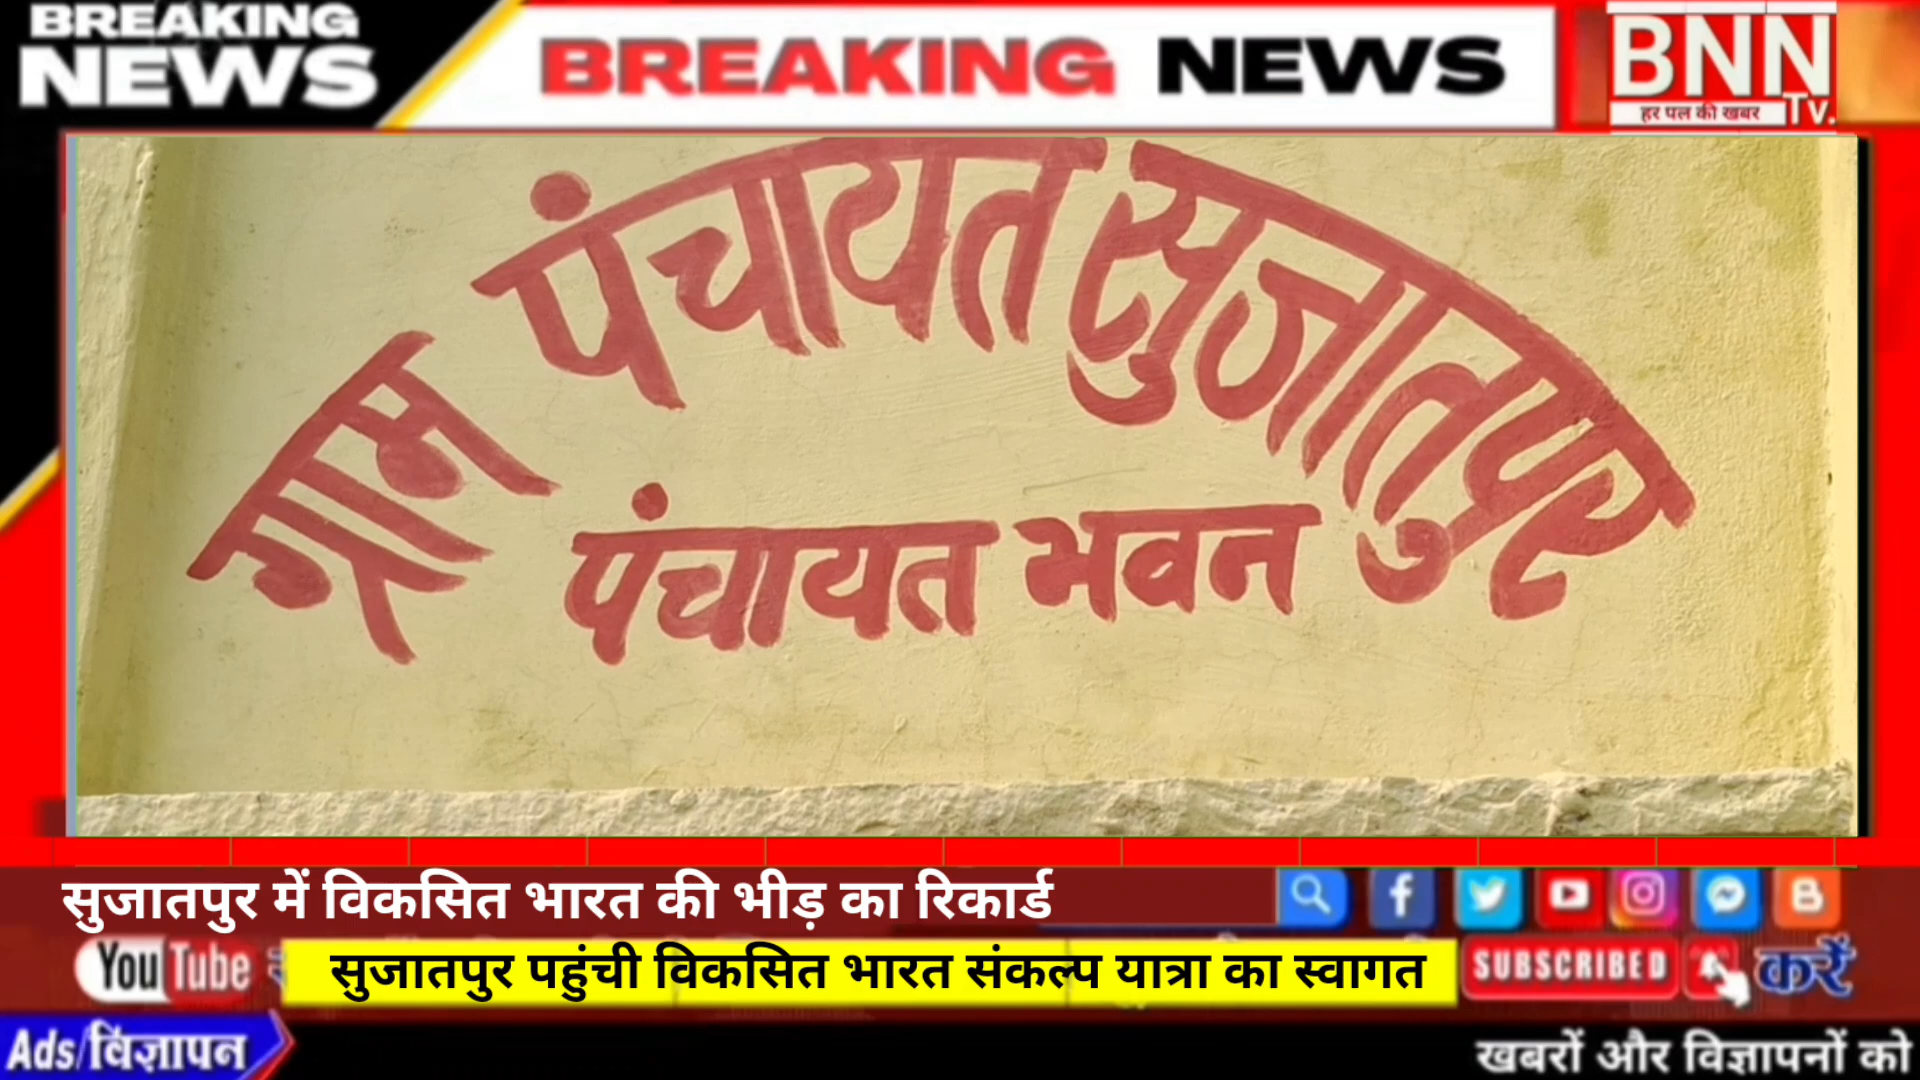 BREAKING
NEWS
BREAKING NEWS
BNN
Tv.
हर पल की खबर
ग्राम पंचायत सुजातपुर
पंचायत भवन
सुजातपुर में विकसित भारत की भीड़ का रिकार्ड
YouTube
सुजातपुर पहुंची विकसित भारत संकल्प यात्रा का स्वागत
SUBSCRIBED
करें
Ads/विज्ञापन
खबरों और विज्ञापनों को